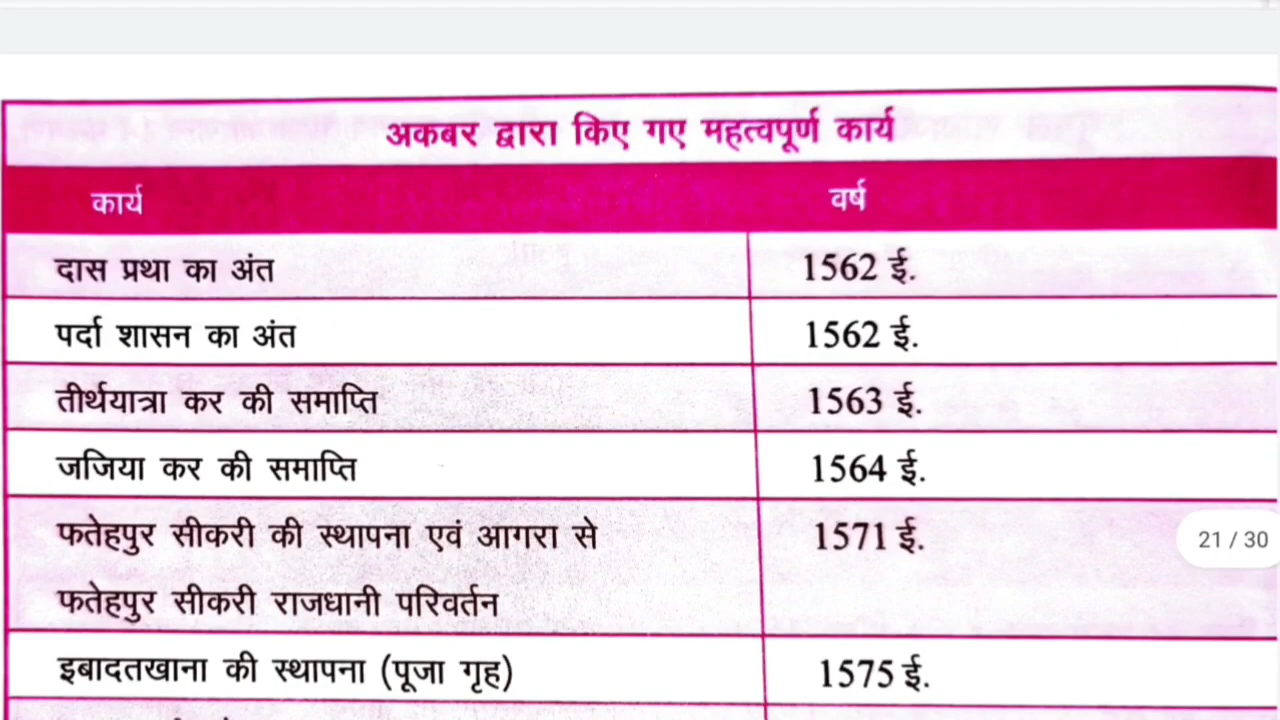 अकबर द्वारा किए गए महत्वपूर्ण कार्य
कार्य वर्ष
दास प्रथा का अंत 1562 ई.
पर्दा शासन का अंत 1562 ई.
तीर्थयात्रा कर की समाप्ति 1563 ई.
जजिया कर की समाप्ति 1564 ई.
फतेहपुर सीकरी की स्थापना एवं आगरा से 1571 ई.
21 / 30
फतेहपुर सीकरी राजधानी परिवर्तन
इबादतखाना की स्थापना (पूजा गृह) 1575 ई.